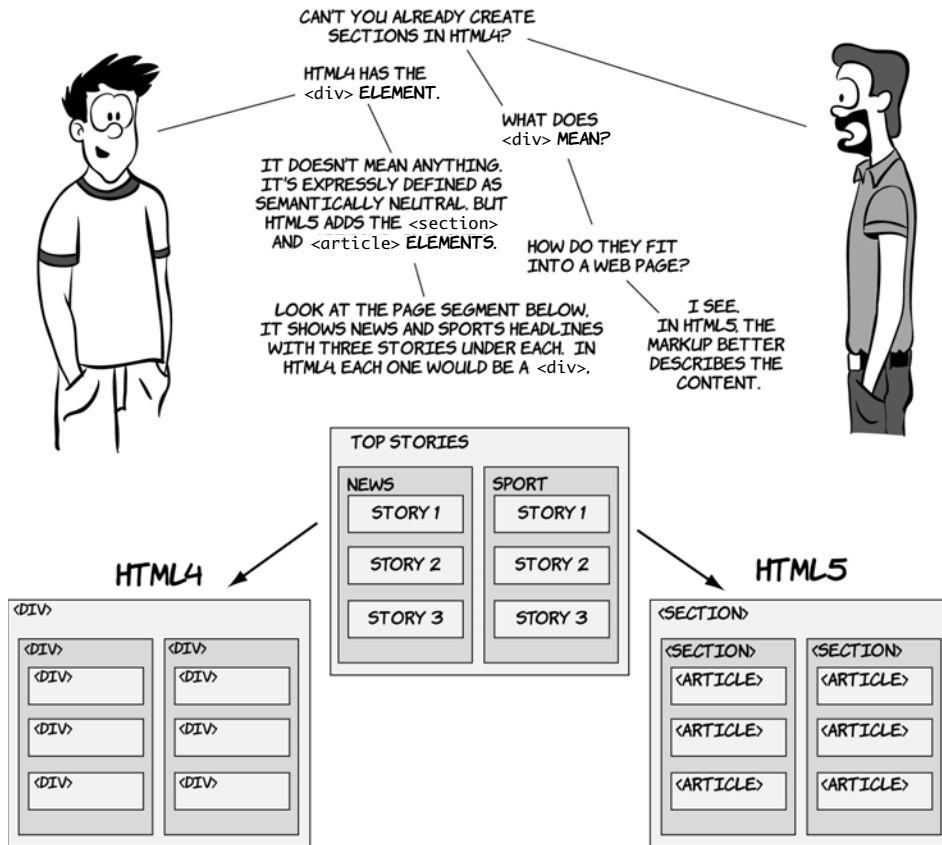 CAN'T YOU ALREADY CREATE
SECTIONS IN HTML4?
HTML4 HAS THE
<div> ELEMENT.
WHAT DOES
<div> MEAN?
IT DOESN'T MEAN ANYTHING.
IT'S EXPRESSLY DEFINED AS
SEMANTICALLY NEUTRAL. BUT
HTML5 ADDS THE <section>
AND <article> ELEMENTS.
HOW DO THEY FIT
INTO A WEB PAGE?
LOOK AT THE PAGE SEGMENT BELOW.
IT SHOWS NEWS AND SPORTS HEADLINES
WITH THREE STORIES UNDER EACH. IN
HTML4 EACH ONE WOULD BE A <div>.
I SEE.
IN HTML5, THE
MARKUP BETTER
DESCRIBES THE
CONTENT.
TOP STORIES
NEWS
STORY 1
STORY 2
STORY 3
SPORT
STORY 1
STORY 2
STORY 3
HTML4
<DIV>
<DIV>
<DIV>
<DIV>
<DIV>
<DIV>
<DIV>
<DIV>
<DIV>
HTML5
<SECTION>
<SECTION>
<ARTICLE>
<ARTICLE>
<ARTICLE>
<SECTION>
<ARTICLE>
<ARTICLE>
<ARTICLE>